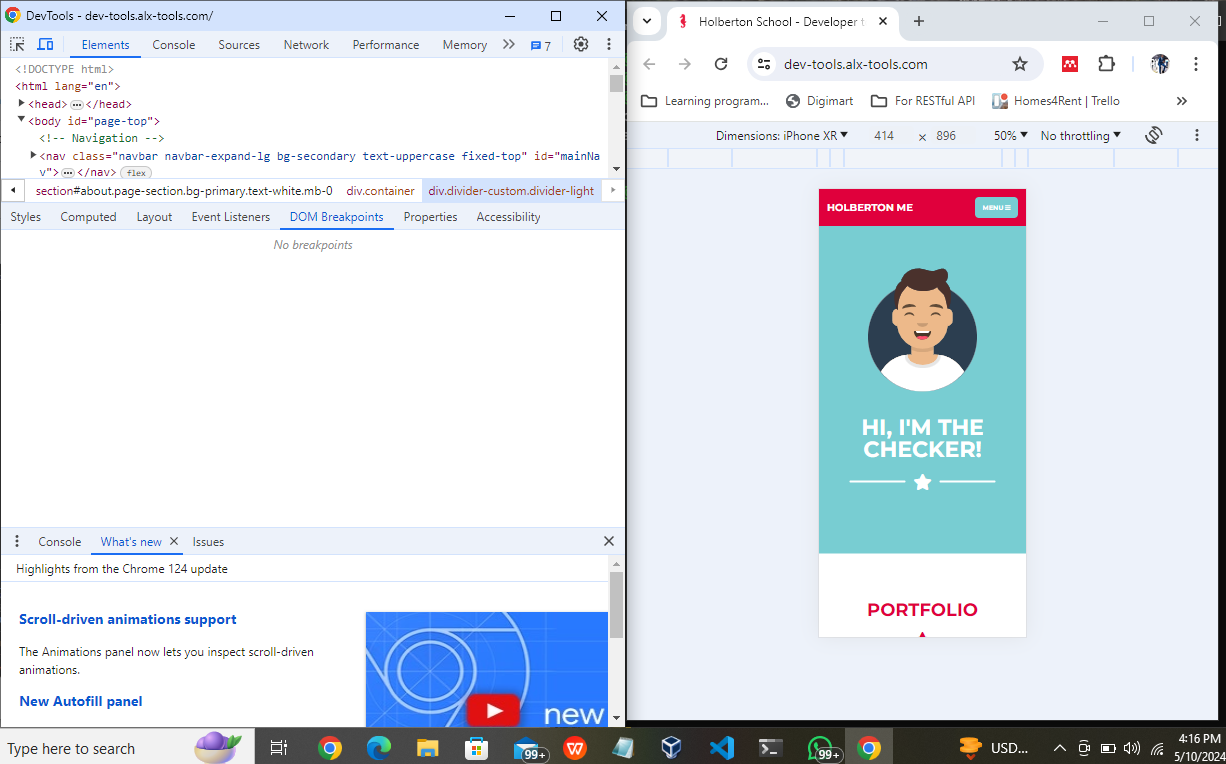 DevTools - dev-tools.alx-tools.com/
Elements Console Sources Network Performance Memory 7
<!DOCTYPE html>
<html lang="en">
<head> ••• </head>
<body id="page-top">
<!-- Navigation -->
<nav class="navbar navbar-expand-lg bg-secondary text-uppercase fixed-top" id="mainNa
v"> ••• </nav> flex
section#about.page-section.bg-primary.text-white.mb-0 div.container div.divider-custom.divider-light
Styles Computed Layout Event Listeners DOM Breakpoints Properties Accessibility
No breakpoints
Console What's new Issues
Highlights from the Chrome 124 update
Scroll-driven animations support
The Animations panel now lets you inspect scroll-driven
animations.
New Autofill panel
new
Holberton School - Developer t
dev-tools.alx-tools.com
Learning program... Digimart For RESTful API Homes4Rent | Trello
Dimensions: iPhone XR 414 × 896 50% No throttling
HOLBERTON ME MENU
HI, I'M THE
CHECKER!
PORTFOLIO
Type here to search 99+ 99+ USD... 4:16 PM
5/10/2024